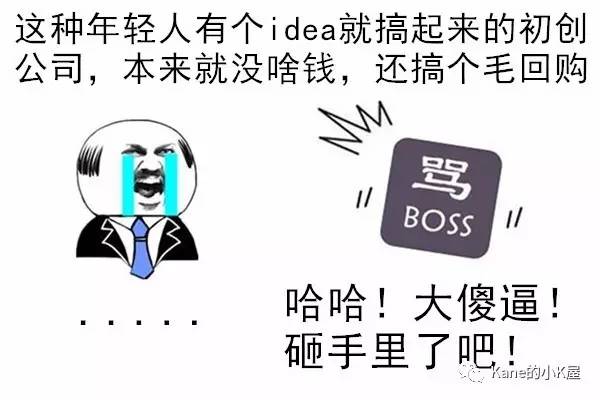 这种年轻人有个idea就搞起来的初创
公司，本来就没啥钱，还搞个毛回购
骂
BOSS
.....
哈哈！大傻逼！
砸手里了吧！
Kane的小K屋